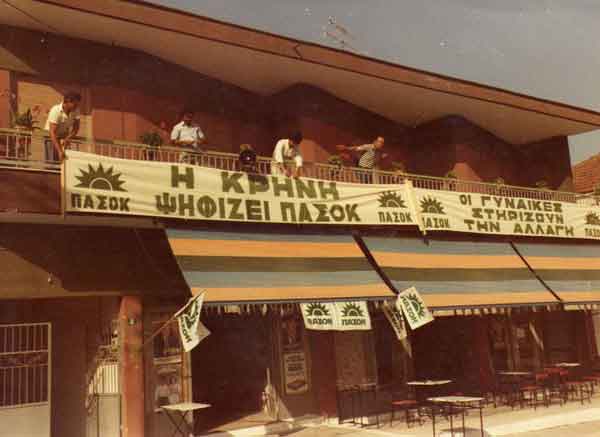 Η ΚΡΗΝΗ
ΨΗΦΙΖΕΙ ΠΑΣΟΚ
ΠΑΣΟΚ
ΠΑΣΟΚ
ΟΙ ΓΥΝΑΙΚΕΣ
ΣΤΗΡΙΖΟΥΝ
ΤΗΝ ΑΛΛΑΓΗ
ΠΑΣΟΚ
ΠΑΣΟΚ
ΠΑΣΟΚ
ΠΑΣΟΚ
ΠΑΣΟΚ